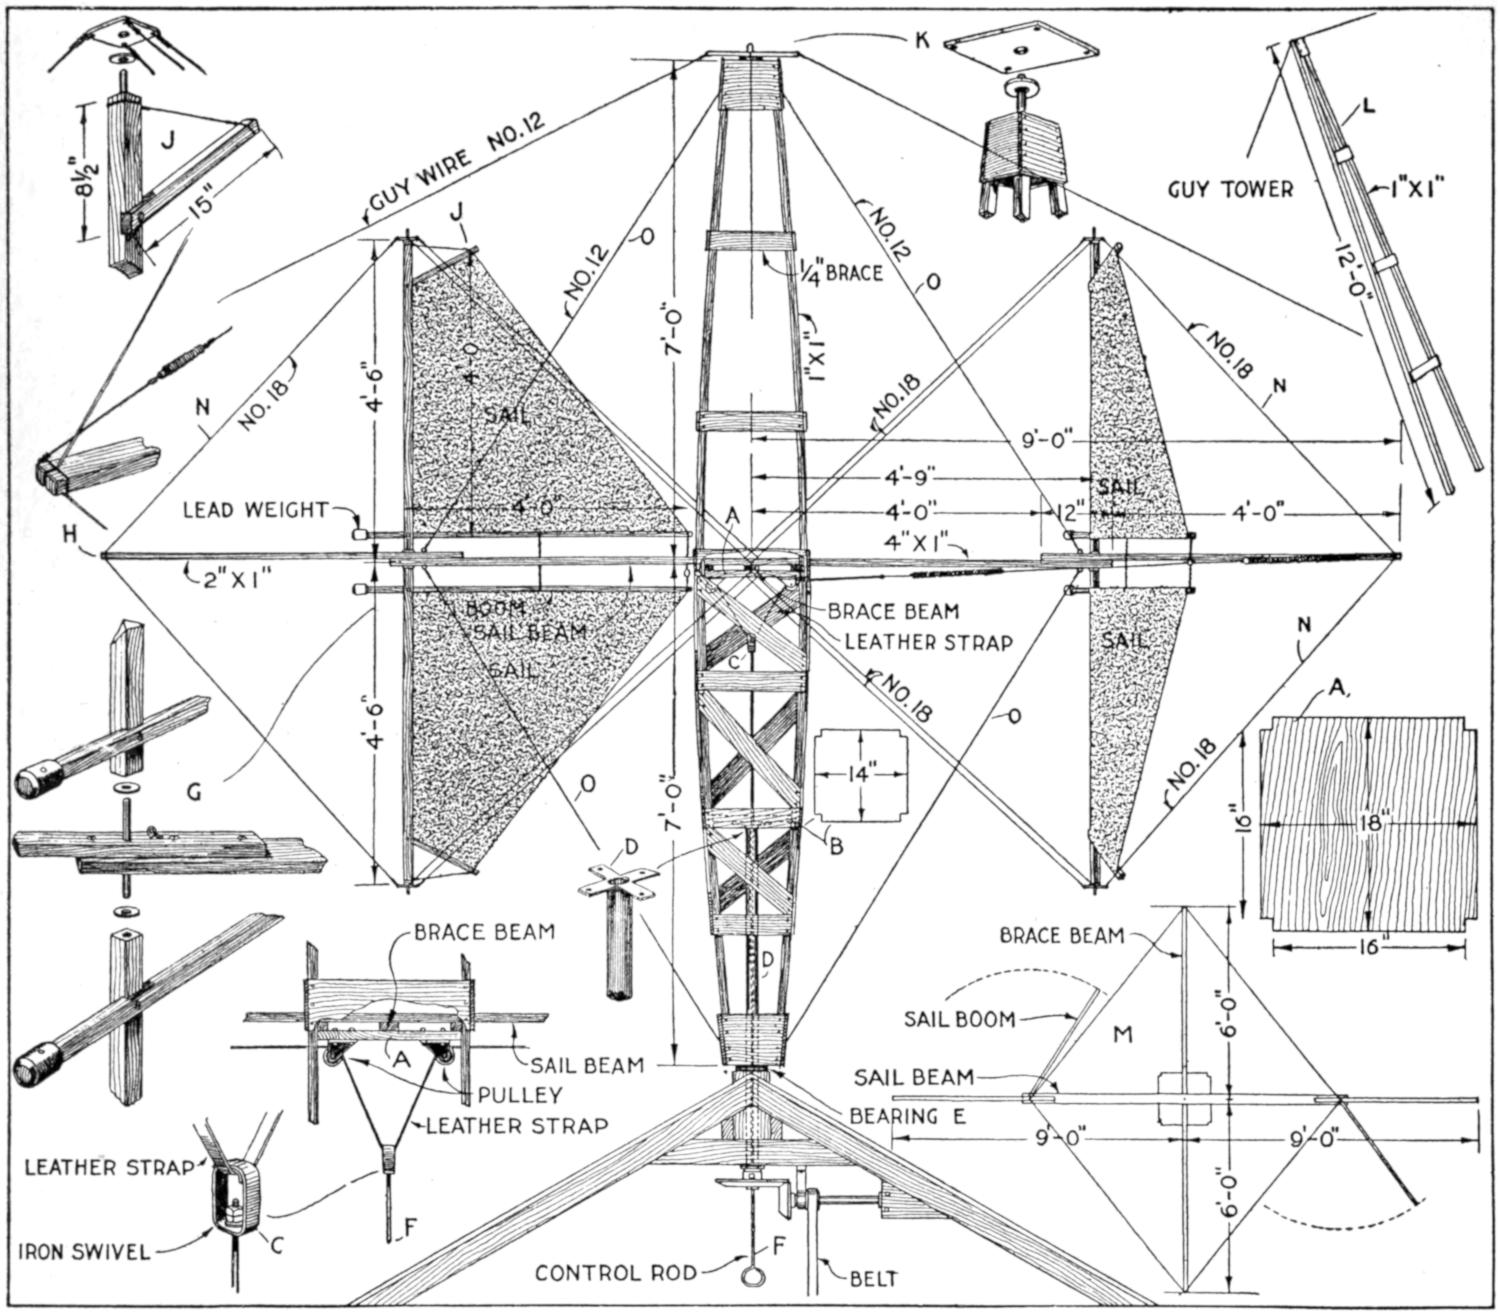 K
J
8½"
15"
GUY WIRE NO.12
J
O
NO.12
NO.12
O
¼" BRACE
7'-0"
1"X1"
GUY TOWER
L
1"X1"
12'-0"
4'-6"
4'-0
SAIL
NO.18
N
N
NO.18
NO.18
9'-0"
4'-9"
SAIL
4'-0"
12"
4'-0"
LEAD WEIGHT
4'-0"
A
4"X1"
H
2"X1"
BOOM
SAIL BEAM
SAIL
BRACE BEAM
LEATHER STRAP
C
SAIL
N
NO.18
O
NO.18
4'-6"
G
O
7'-0"
14"
B
D
D
A,
16"
18"
16"
BRACE BEAM
A
SAIL BEAM
PULLEY
LEATHER STRAP
F
LEATHER STRAP
IRON SWIVEL
C
BEARING E
F
CONTROL ROD
BELT
BRACE BEAM
SAIL BOOM
M
SAIL BEAM
6'-0"
9'-0"
9'-0"
6'-0"